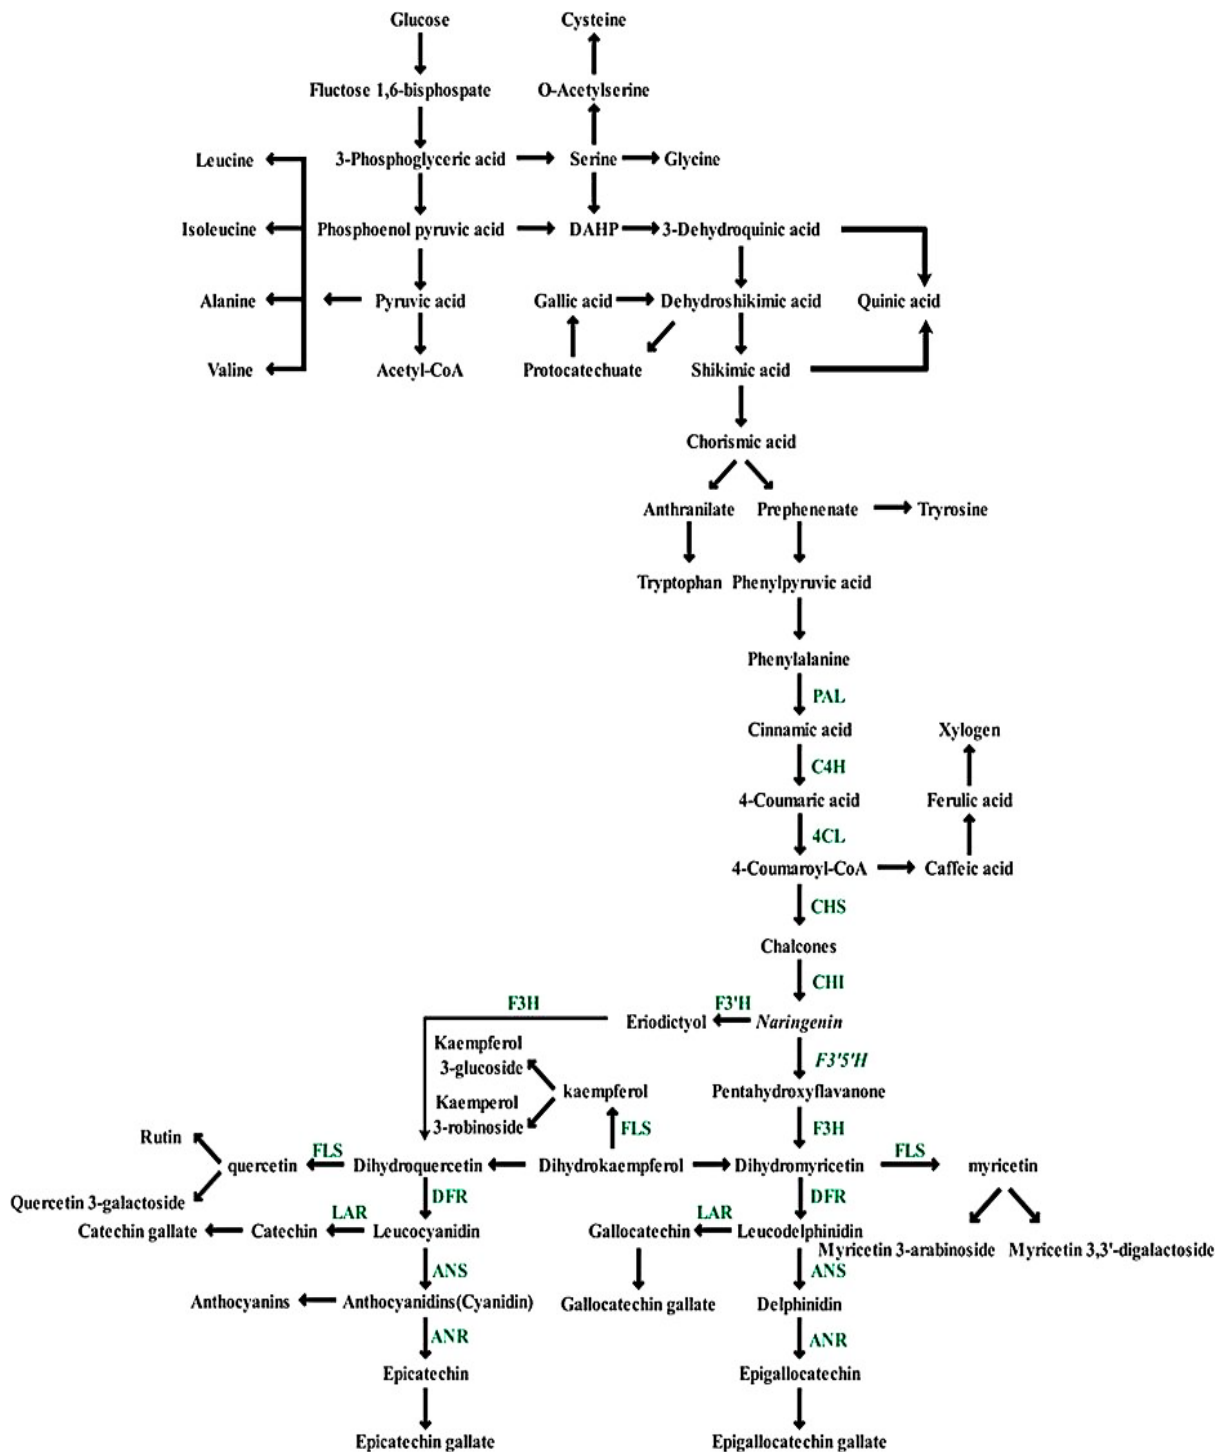 Glucose
Cysteine
Fluctose 1,6-bisphospate
O-Acetylserine
Leucine
3-Phosphoglyceric acid
Serine
Glycine
Isoleucine
Phosphoenol pyruvic acid
DAHP
3-Dehydroquinic acid
Alanine
Pyruvic acid
Gallic acid
Dehydroshikimic acid
Quinic acid
Valine
Acetyl-CoA
Protocatechuate
Shikimic acid
Chorismic acid
Anthranilate
Prephenenate
Tryrosine
Tryptophan
Phenylpyruvic acid
Phenylalanine
PAL
Cinnamic acid
Xylogen
C4H
4-Coumaric acid
Ferulic acid
4CL
4-Coumaroyl-CoA
Caffeic acid
CHS
Chalcones
CHI
F3H
F3'H
Eriodictyol
Naringenin
Kaempferol
3-glucoside
F3'5'H
kaempferol
Pentahydroxyflavanone
Kaemperol
3-robinoside
FLS
F3H
Rutin
FLS
FLS
quercetin
Dihydroquercetin
Dihydrokaempferol
Dihydromyricetin
myricetin
Quercetin 3-galactoside
DFR
DFR
LAR
LAR
Catechin gallate
Catechin
Leucocyanidin
Gallocatechin
Leucodelphinidin
Myricetin 3-arabinoside
Myricetin 3,3'-digalactoside
ANS
ANS
Anthocyanins
Anthocyanidins(Cyanidin)
Gallocatechin gallate
Delphinidin
ANR
ANR
Epicatechin
Epigallocatechin
Epicatechin gallate
Epigallocatechin gallate